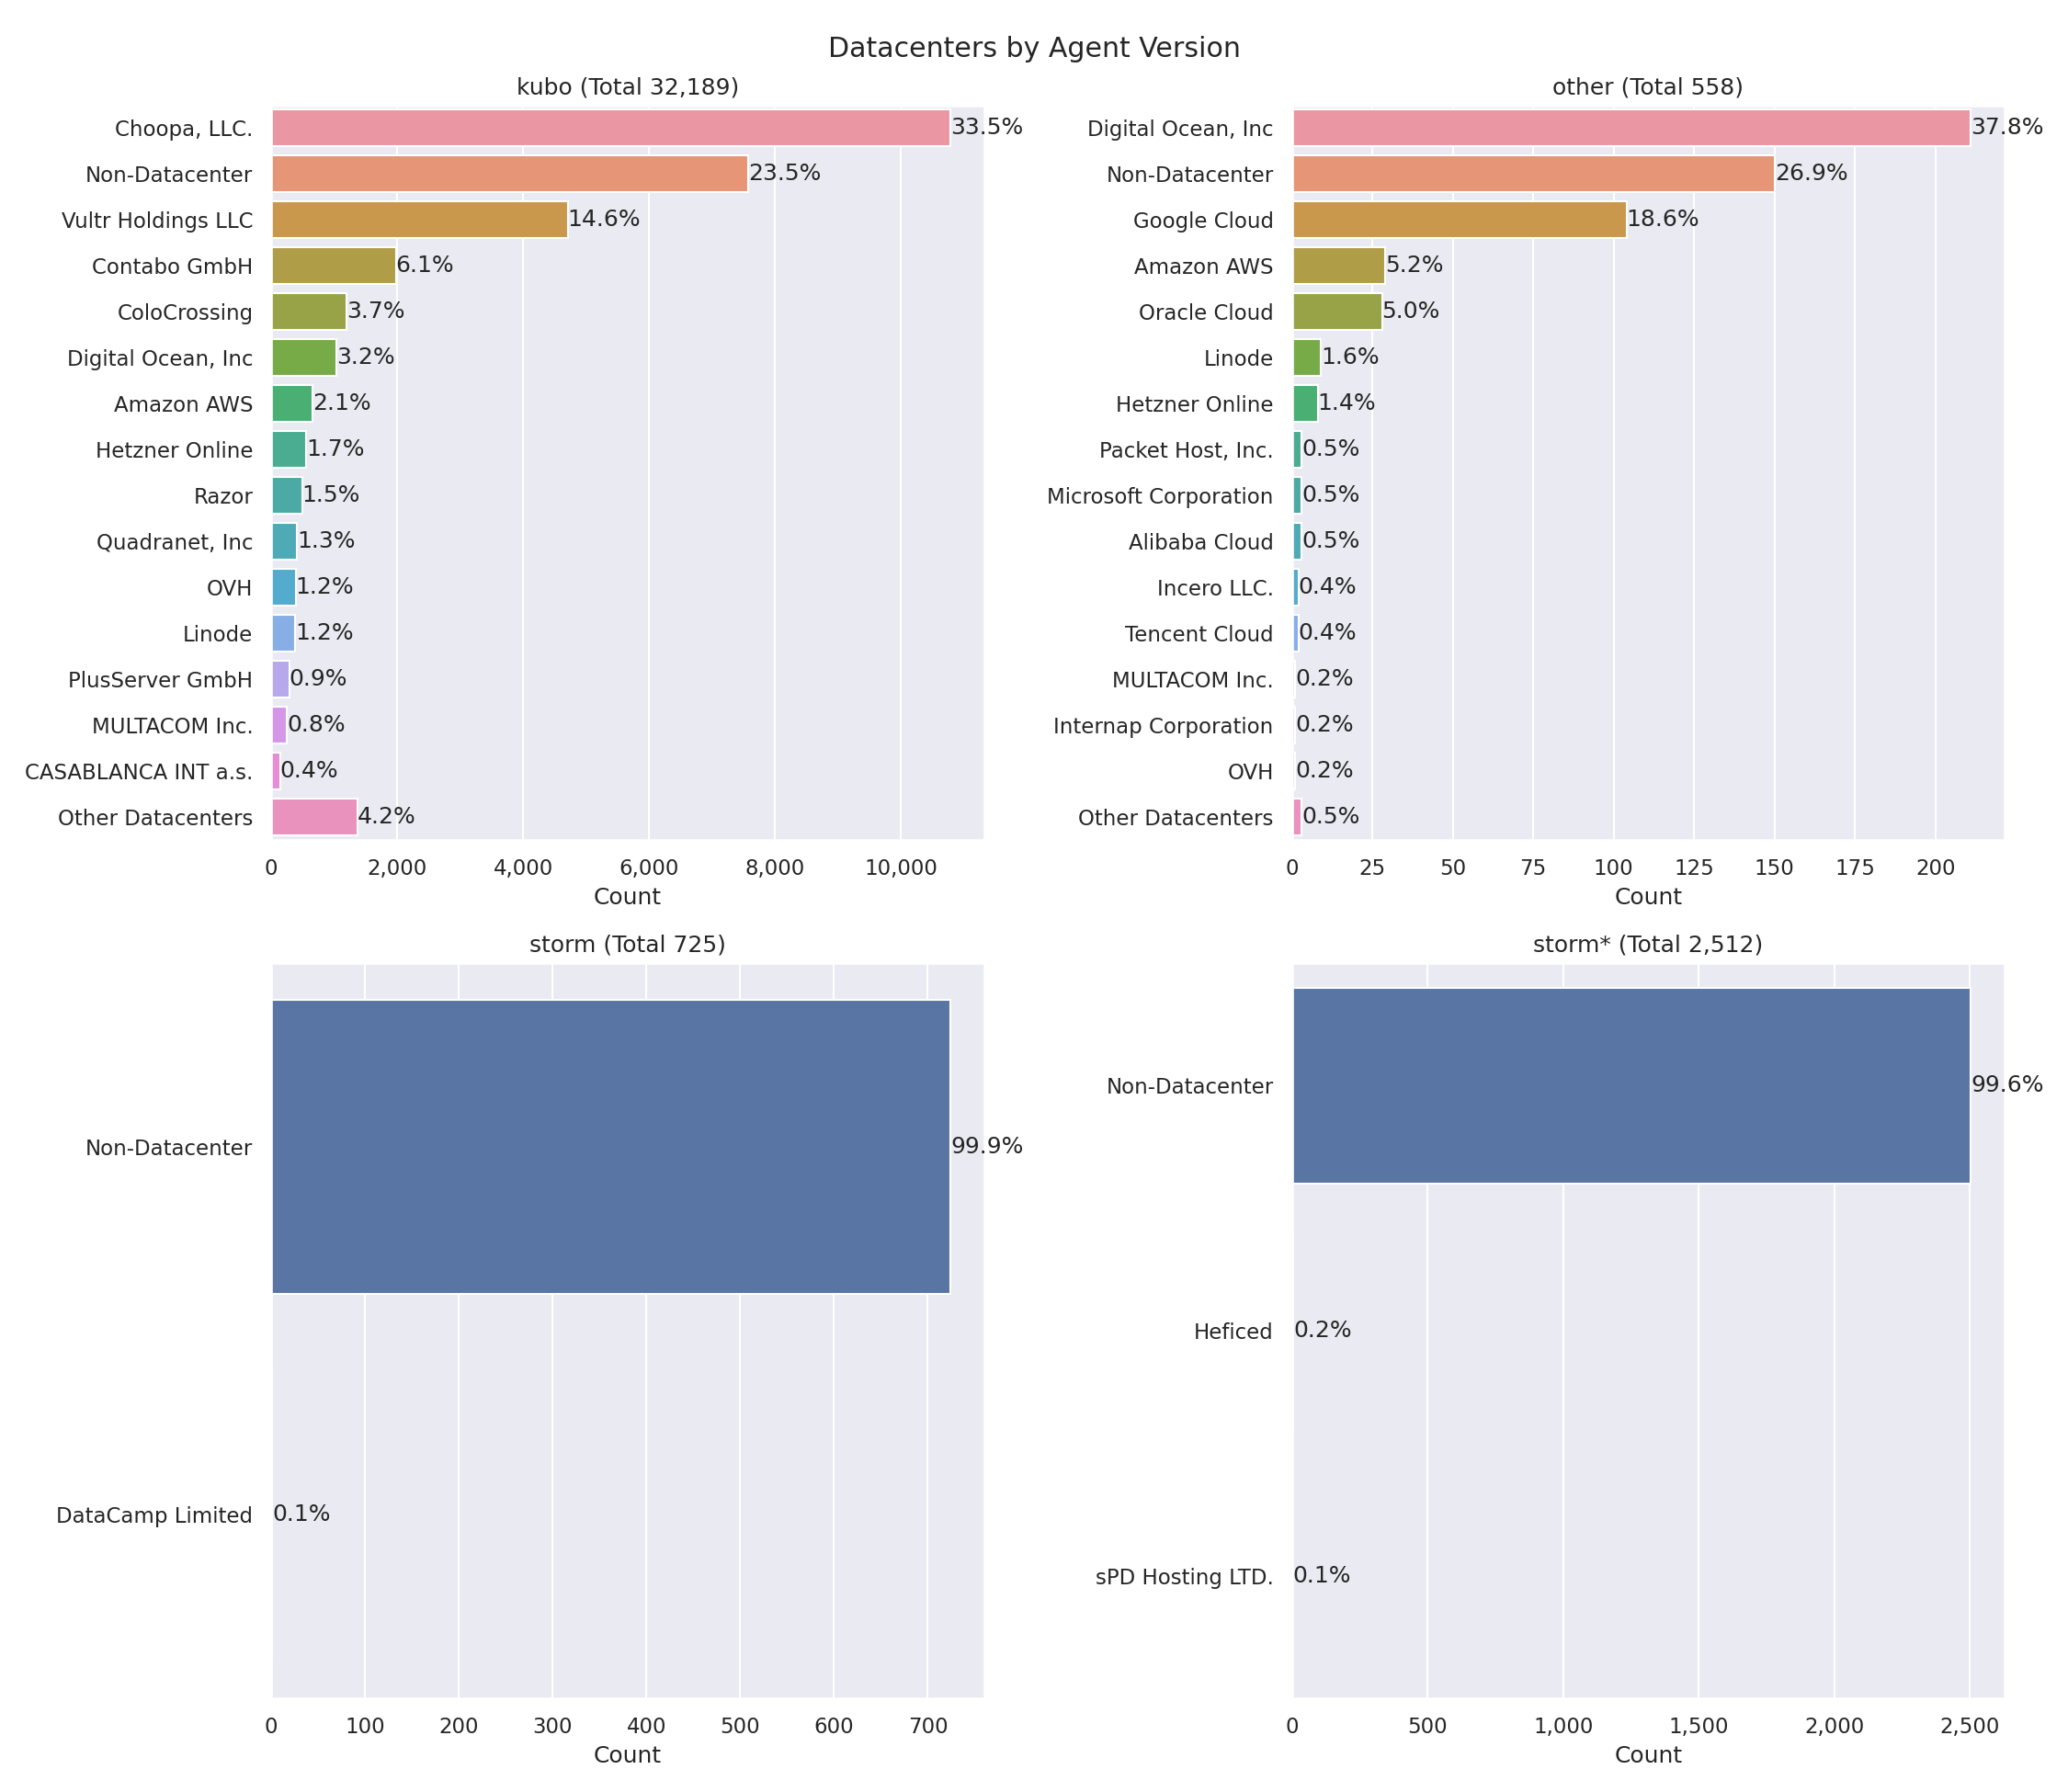 Datacenters by Agent Version
kubo (Total 32,189)
Choopa, LLC. 33.5%
Non-Datacenter 23.5%
Vultr Holdings LLC 14.6%
Contabo GmbH 6.1%
ColoCrossing 3.7%
Digital Ocean, Inc 3.2%
Amazon AWS 2.1%
Hetzner Online 1.7%
Razor 1.5%
Quadranet, Inc 1.3%
OVH 1.2%
Linode 1.2%
PlusServer GmbH 0.9%
MULTACOM Inc. 0.8%
CASABLANCA INT a.s. 0.4%
Other Datacenters 4.2%
0 2,000 4,000 6,000 8,000 10,000
Count
other (Total 558)
Digital Ocean, Inc 37.8%
Non-Datacenter 26.9%
Google Cloud 18.6%
Amazon AWS 5.2%
Oracle Cloud 5.0%
Linode 1.6%
Hetzner Online 1.4%
Packet Host, Inc. 0.5%
Microsoft Corporation 0.5%
Alibaba Cloud 0.5%
Incero LLC. 0.4%
Tencent Cloud 0.4%
MULTACOM Inc. 0.2%
Internap Corporation 0.2%
OVH 0.2%
Other Datacenters 0.5%
0 25 50 75 100 125 150 175 200
Count
storm (Total 725)
Non-Datacenter 99.9%
DataCamp Limited 0.1%
0 100 200 300 400 500 600 700
Count
storm* (Total 2,512)
Non-Datacenter 99.6%
Heficed 0.2%
sPD Hosting LTD. 0.1%
0 500 1,000 1,500 2,000 2,500
Count